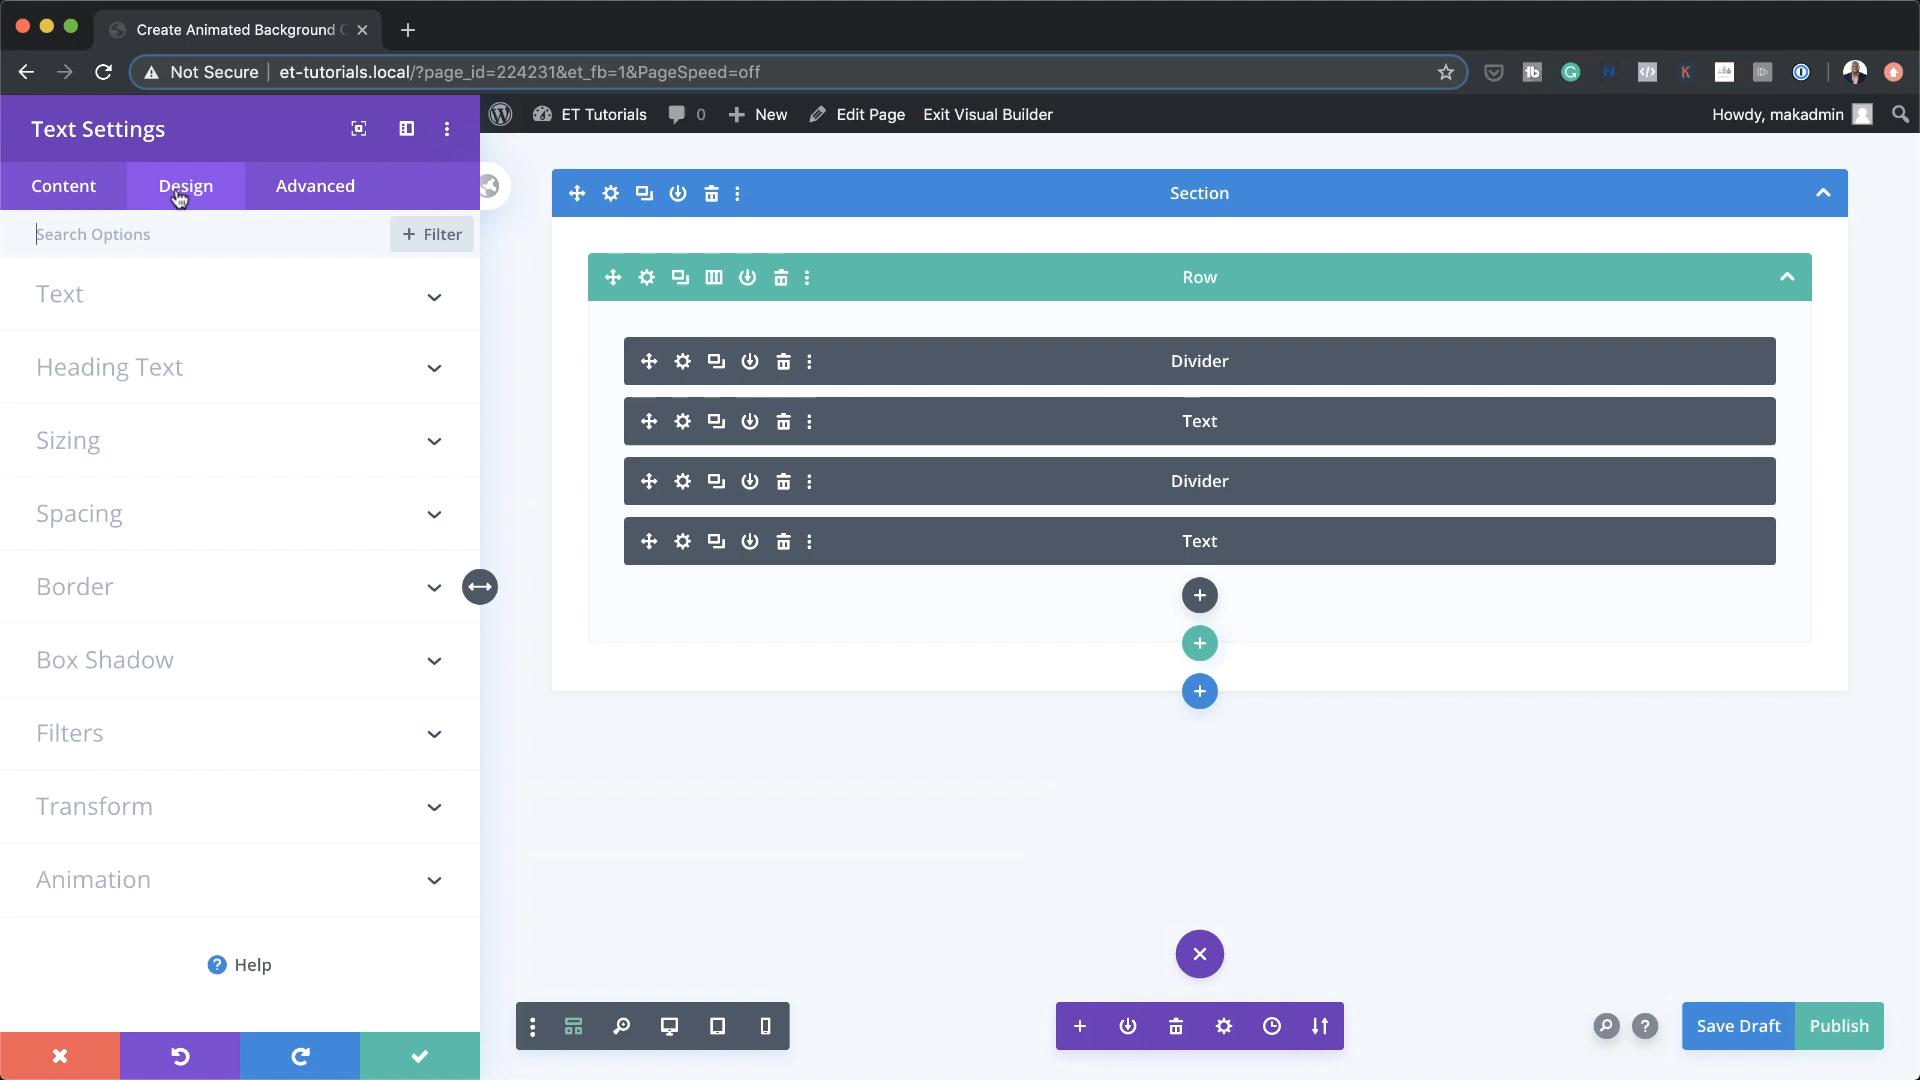 Create Animated Background
Not Secure
et-tutorials.local/?page_id=224231&et_fb=1&PageSpeed=off
ET Tutorials
0
New
Edit Page
Exit Visual Builder
Howdy, makadmin
Text Settings
Content
Design
Advanced
Search Options
+ Filter
Text
Heading Text
Sizing
Spacing
Border
Box Shadow
Filters
Transform
Animation
Help
Section
Row
Divider
Text
Divider
Text
Save Draft
Publish